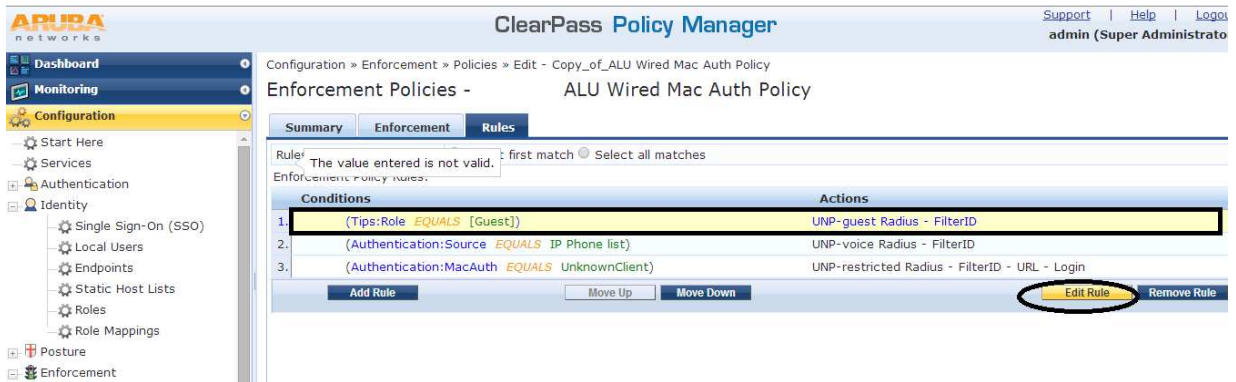 ARUBA
networks
ClearPass Policy Manager
Support | Help | Logou
admin (Super Administrato
Dashboard
Monitoring
Configuration
Start Here
Services
Authentication
Identity
Single Sign-On (SSO)
Local Users
Endpoints
Static Host Lists
Roles
Role Mappings
Posture
Enforcement
Configuration » Enforcement » Policies » Edit - Copy_of_ALU Wired Mac Auth Policy
Enforcement Policies - ALU Wired Mac Auth Policy
Summary Enforcement Rules
Rules first match Select all matches
The value entered is not valid.
Enforcement Policy Rules:
Conditions Actions
1. (Tips:Role EQUALS [Guest]) UNP-guest Radius - FilterID
2. (Authentication:Source EQUALS IP Phone list) UNP-voice Radius - FilterID
3. (Authentication:MacAuth EQUALS UnknownClient) UNP-restricted Radius - FilterID - URL - Login
Add Rule Move Up Move Down Edit Rule Remove Rule